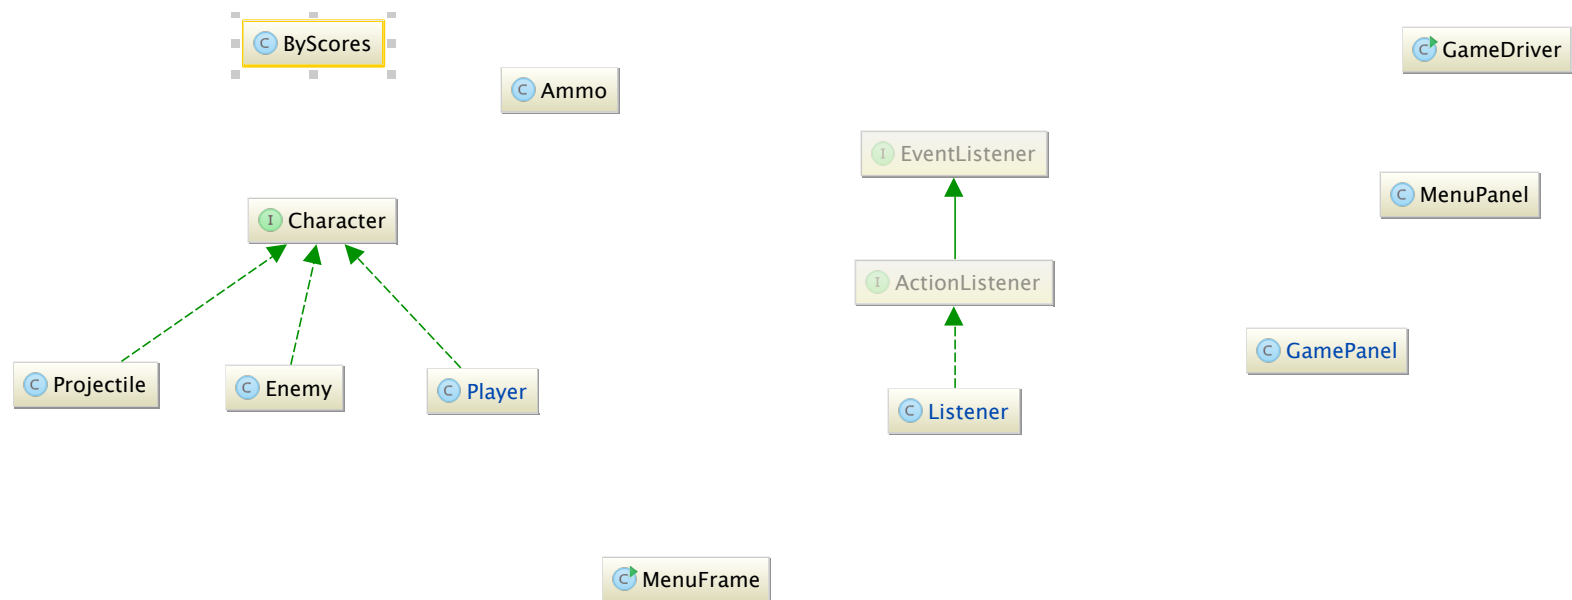 C ByScores
C GameDriver
C Ammo
I EventListener
C MenuPanel
I Character
I ActionListener
C GamePanel
C Projectile
C Enemy
C Player
C Listener
C MenuFrame